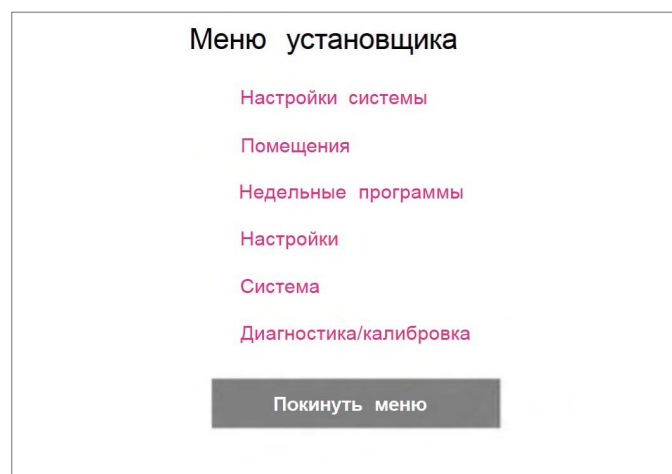 Меню установщика
Настройки системы
Помещения
Недельные программы
Настройки
Система
Диагностика/калибровка
Покинуть меню